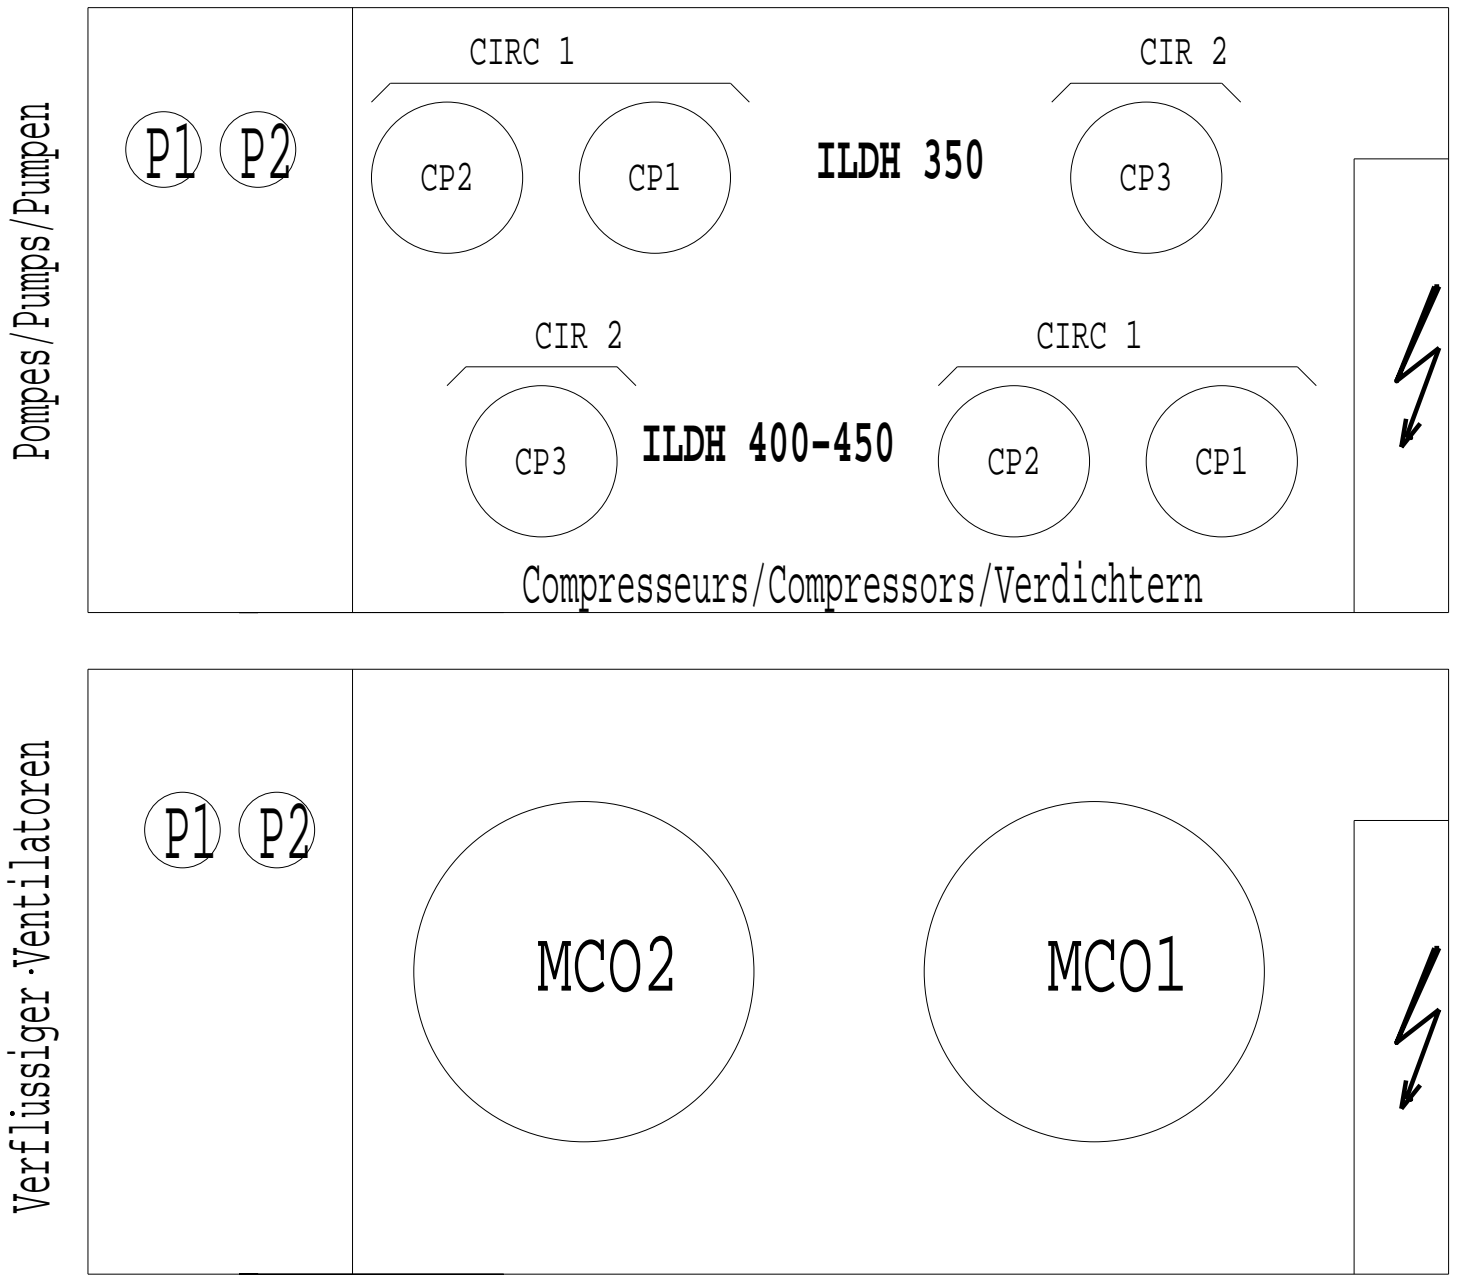 CIRC 1
CIR 2
Pompes/Pumps/Pumpen
P1
P2
CP2
CP1
ILDH 350
CP3
CIR 2
CIRC 1
CP3
ILDH 400-450
CP2
CP1
Compresseurs/Compressors/Verdichtern
Verflüssiger·Ventilatoren
P1
P2
MCO2
MCO1